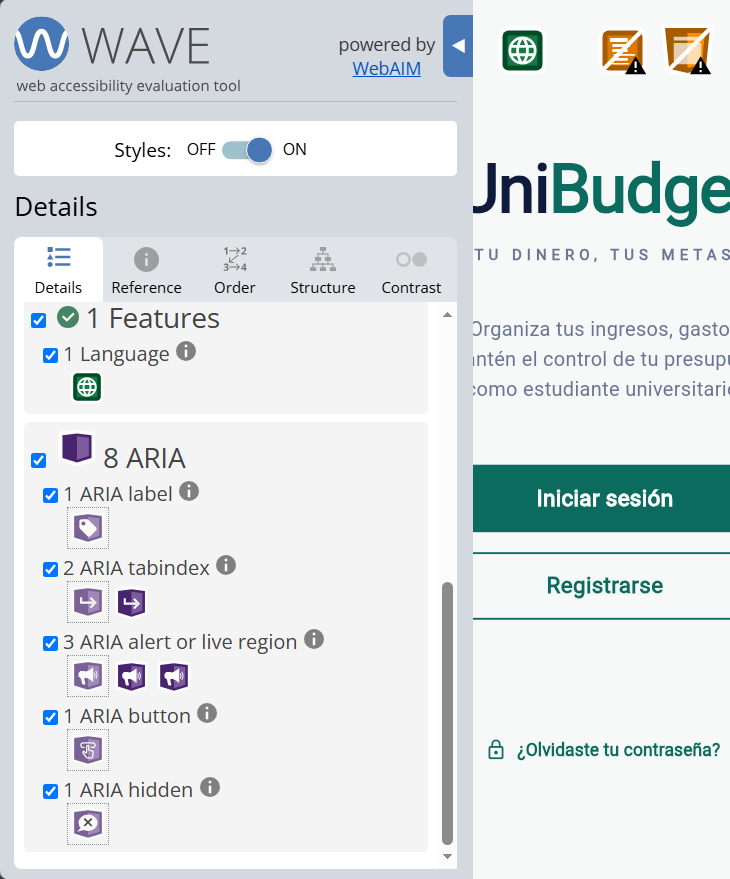 WAVE
web accessibility evaluation tool
powered by
WebAIM
Styles: OFF ON
Details
Details Reference Order Structure Contrast
1 Features
1 Language
8 ARIA
1 ARIA label
2 ARIA tabindex
3 ARIA alert or live region
1 ARIA button
1 ARIA hidden
UniBudge
TU DINERO, TUS METAS
Organiza tus ingresos, gasto
ntén el control de tu presupu
como estudiante universitari
Iniciar sesión
Registrarse
¿Olvidaste tu contraseña?